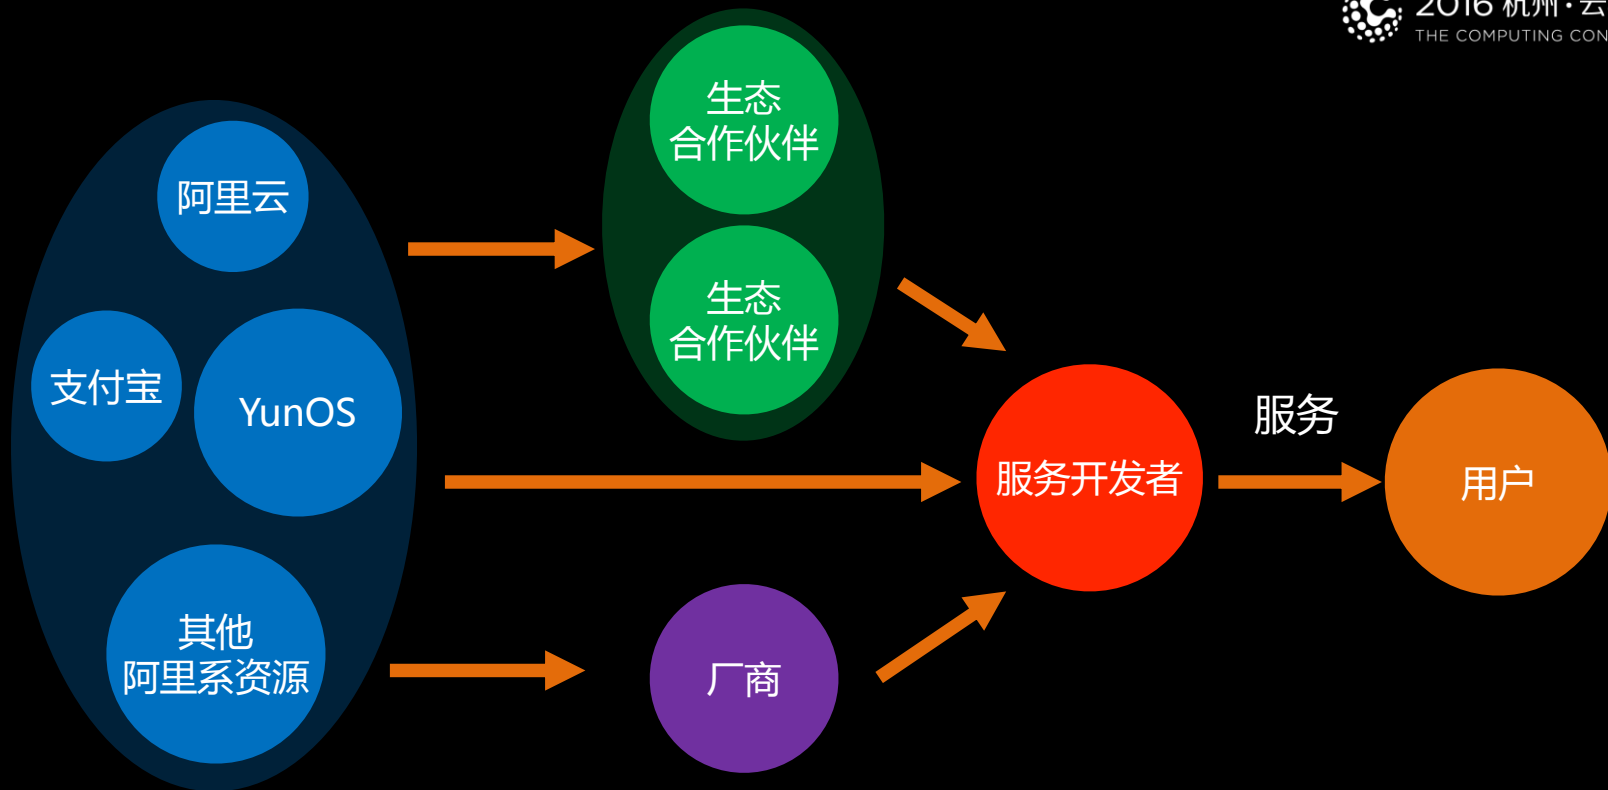 2016 杭州·云
THE COMPUTING CON
生态
合作伙伴
阿里云
生态
合作伙伴
支付宝
YunOS
服务
服务开发者
用户
其他
阿里系资源
厂商